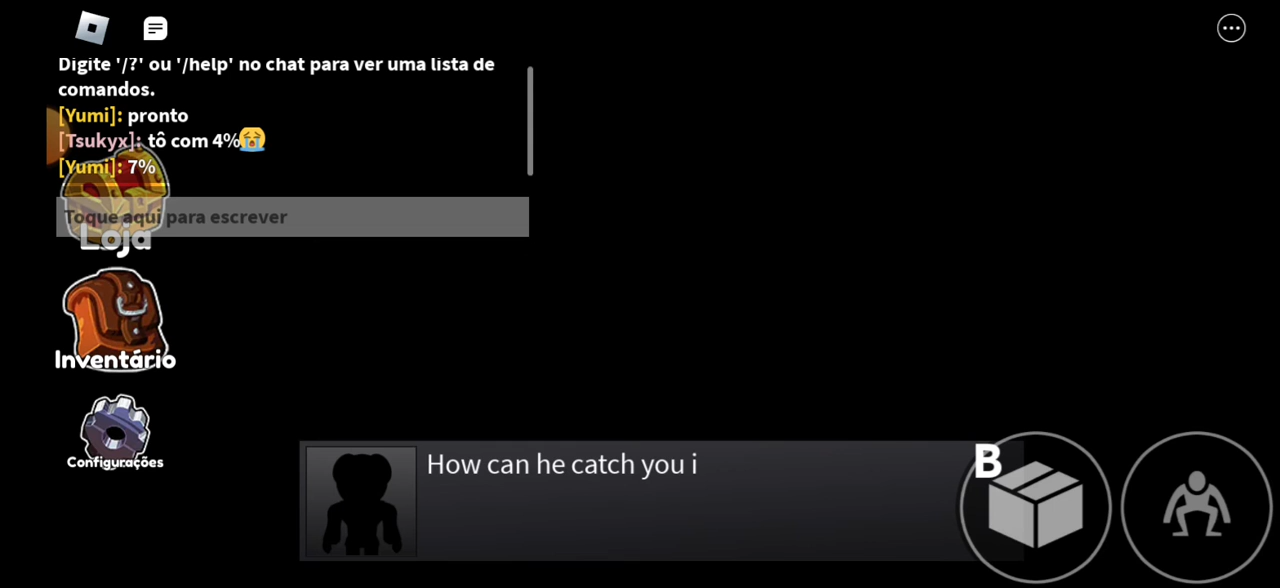 Digite '/?' ou '/help' no chat para ver uma lista de
comandos.
[Yumi]: pronto
[Tsukyx]: tô com 4%😭
[Yumi]: 7%
Toque aqui para escrever
Loja
Inventário
Configurações
How can he catch you i
B